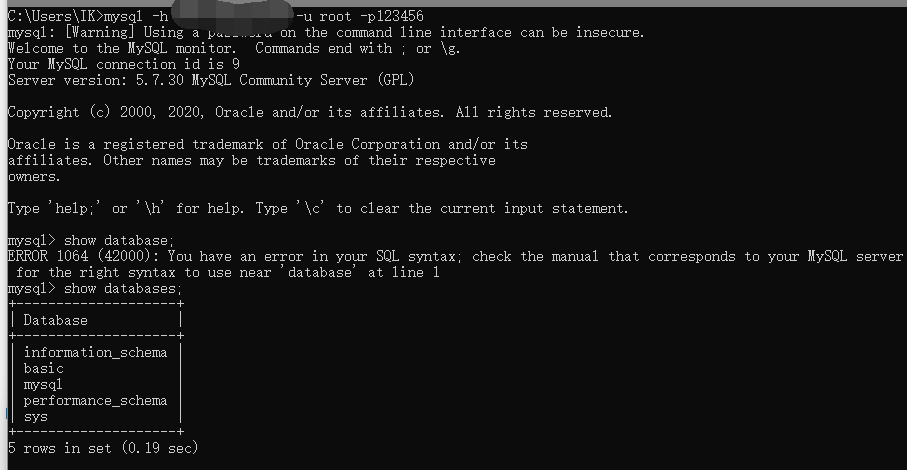 C:\Users\IK>mysql -h -u root -p123456
mysql: [Warning] Using a password on the command line interface can be insecure.
Welcome to the MySQL monitor.  Commands end with ; or \g.
Your MySQL connection id is 9
Server version: 5.7.30 MySQL Community Server (GPL)
Copyright (c) 2000, 2020, Oracle and/or its affiliates. All rights reserved.
Oracle is a registered trademark of Oracle Corporation and/or its
affiliates. Other names may be trademarks of their respective
owners.
Type 'help;' or '\h' for help. Type '\c' to clear the current input statement.
mysql> show database;
ERROR 1064 (42000): You have an error in your SQL syntax; check the manual that corresponds to your MySQL server
for the right syntax to use near 'database' at line 1
mysql> show databases;
+--------------------+
| Database           |
+--------------------+
| information_schema |
| basic              |
| mysql              |
| performance_schema |
| sys                |
+--------------------+
5 rows in set (0.19 sec)